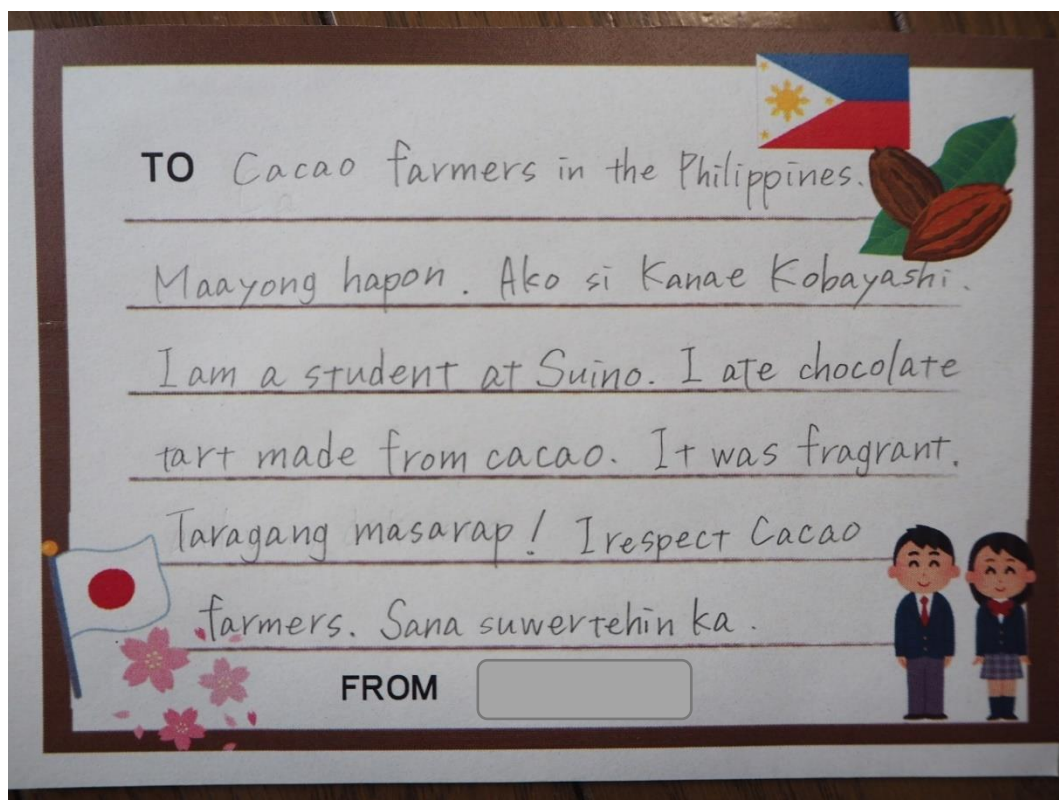 TO Cacao farmers in the Philippines.
Maayong hapon. Ako si Kanae Kobayashi.
I am a student at Suino. I ate chocolate
tart made from cacao. It was fragrant.
Taragang masarap! I respect Cacao
farmers. Sana suwertehin ka.
FROM